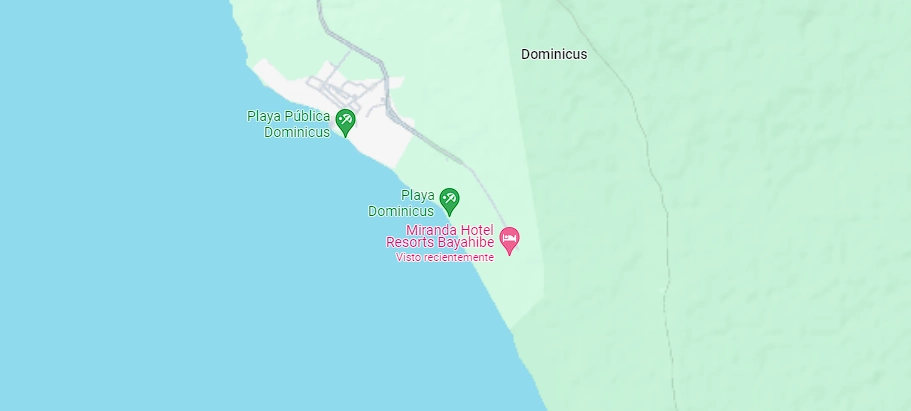 Dominicus
Playa Pública
Dominicus
Playa
Dominicus
Miranda Hotel
Resorts Bayahibe
Visto recientemente